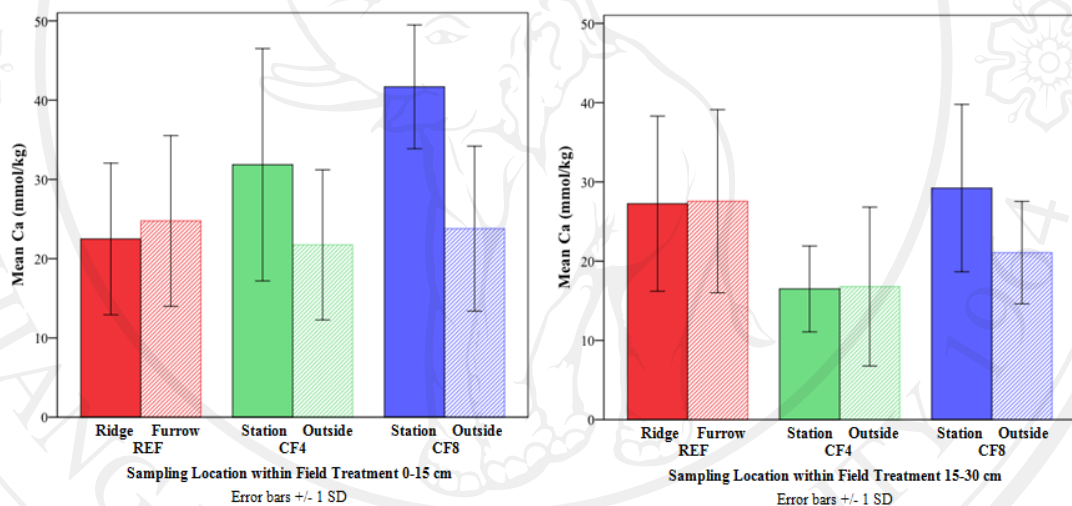 50
40
30
20
10
0
Mean Ca (mmol/kg)
Ridge Furrow Station Outside Station Outside
REF CF4 CF8
Sampling Location within Field Treatment 0-15 cm
Error bars +/- 1 SD
50
40
30
20
10
0
Mean Ca (mmol/kg)
Ridge Furrow Station Outside Station Outside
REF CF4 CF8
Sampling Location within Field Treatment 15-30 cm
Error bars +/- 1 SD